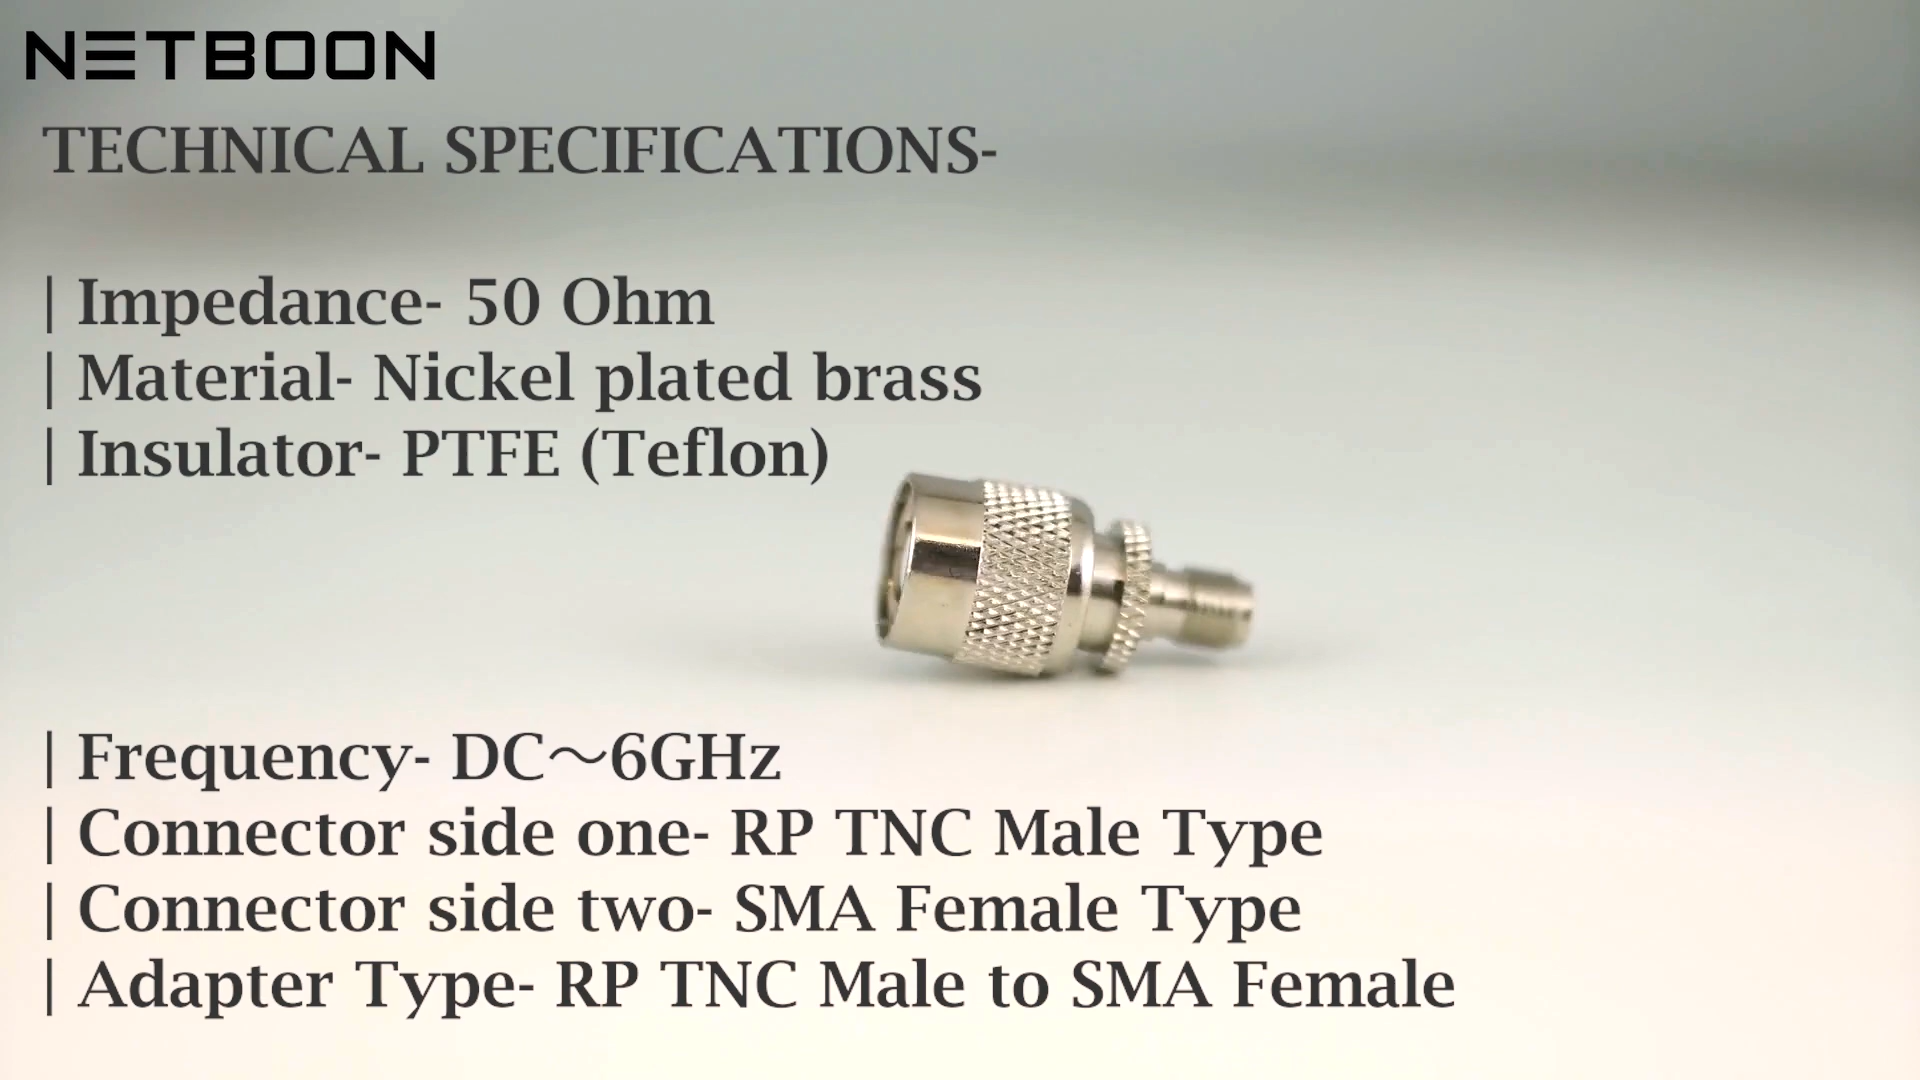 NETBOON
TECHNICAL SPECIFICATIONS-
| Impedance- 50 Ohm
| Material- Nickel plated brass
| Insulator- PTFE (Teflon)
| Frequency- DC～6GHz
| Connector side one- RP TNC Male Type
| Connector side two- SMA Female Type
| Adapter Type- RP TNC Male to SMA Female